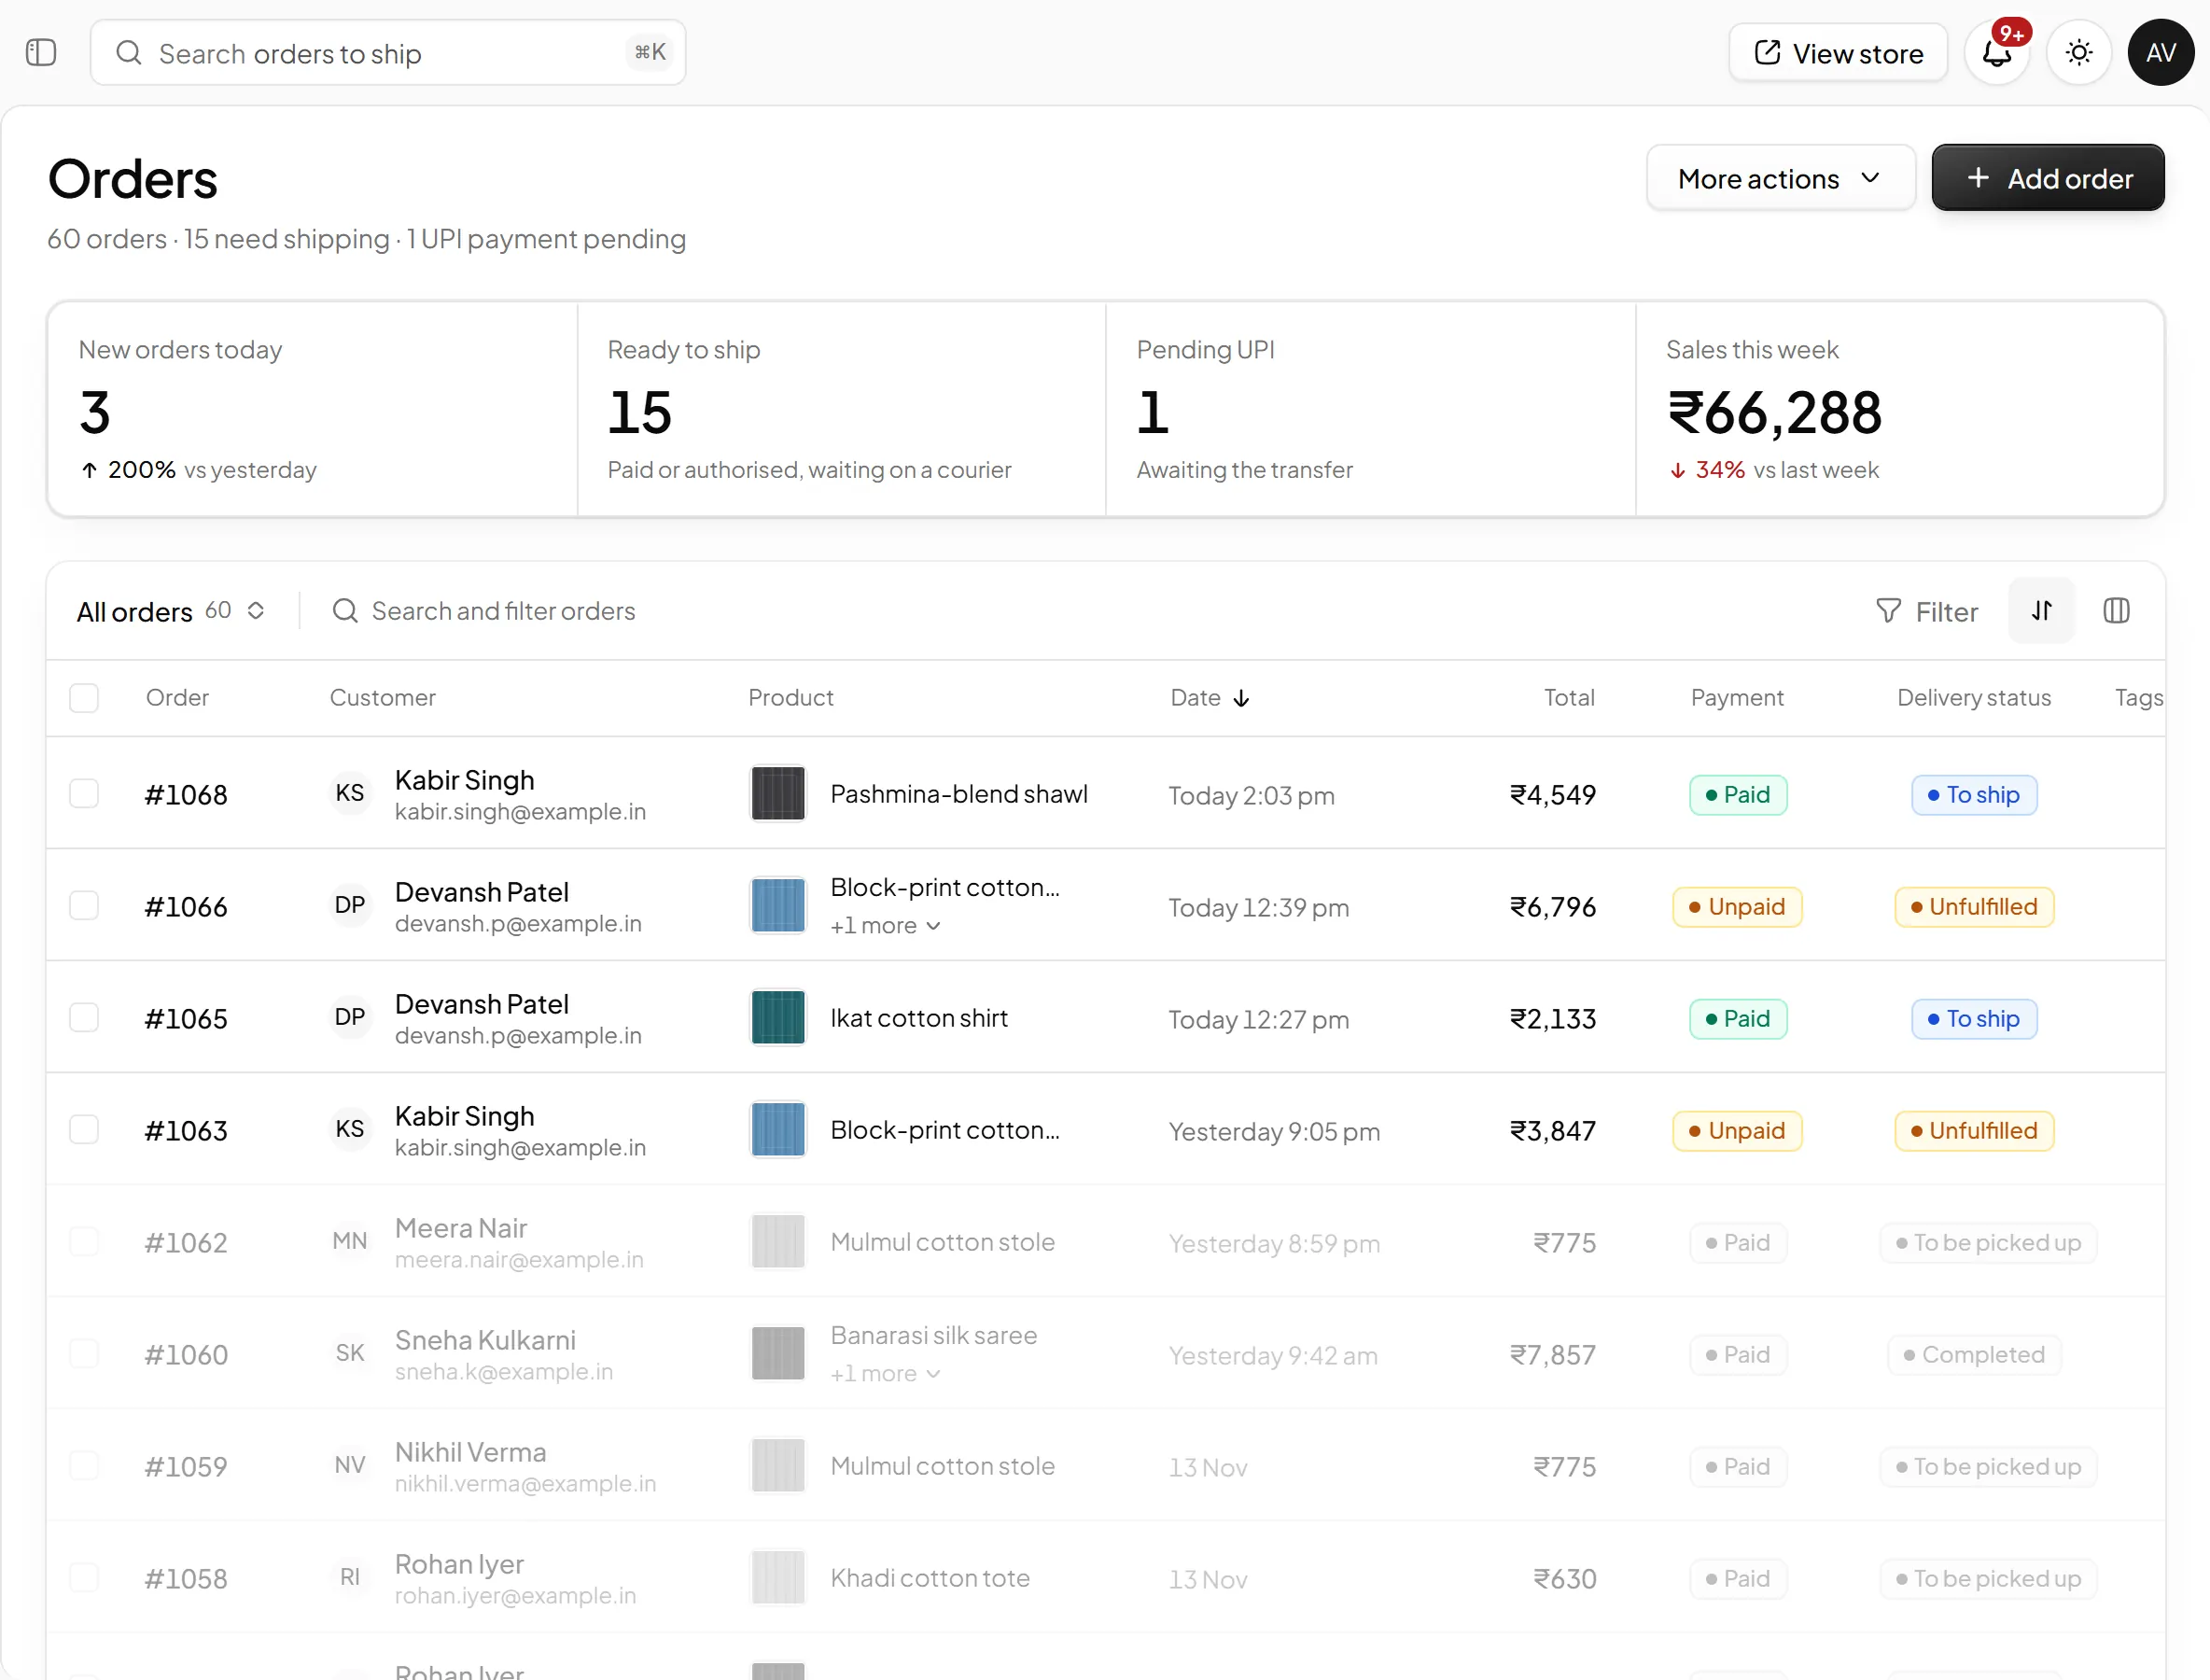 Search orders to ship ⌘K View store 9+ AV
Orders More actions Add order
60 orders · 15 need shipping · 1 UPI payment pending
New orders today Ready to ship Pending UPI Sales this week
3 15 1 ₹66,288
↑ 200% vs yesterday Paid or authorised, waiting on a courier Awaiting the transfer ↓ 34% vs last week
All orders 60 Search and filter orders Filter
Order Customer Product Date ↓ Total Payment Delivery status Tags
#1068 KS Kabir Singh Pashmina-blend shawl Today 2:03 pm ₹4,549 Paid To ship
kabir.singh@example.in
#1066 DP Devansh Patel Block-print cotton... Today 12:39 pm ₹6,796 Unpaid Unfulfilled
devansh.p@example.in +1 more
#1065 DP Devansh Patel Ikat cotton shirt Today 12:27 pm ₹2,133 Paid To ship
devansh.p@example.in
#1063 KS Kabir Singh Block-print cotton... Yesterday 9:05 pm ₹3,847 Unpaid Unfulfilled
kabir.singh@example.in
#1062 MN Meera Nair Mulmul cotton stole Yesterday 8:59 pm ₹775 Paid To be picked up
meera.nair@example.in
#1060 SK Sneha Kulkarni Banarasi silk saree Yesterday 9:42 am ₹7,857 Paid Completed
sneha.k@example.in +1 more
#1059 NV Nikhil Verma Mulmul cotton stole 13 Nov ₹775 Paid To be picked up
nikhil.verma@example.in
#1058 RI Rohan Iyer Khadi cotton tote 13 Nov ₹630 Paid To be picked up
rohan.iyer@example.in
Rohan Iyer